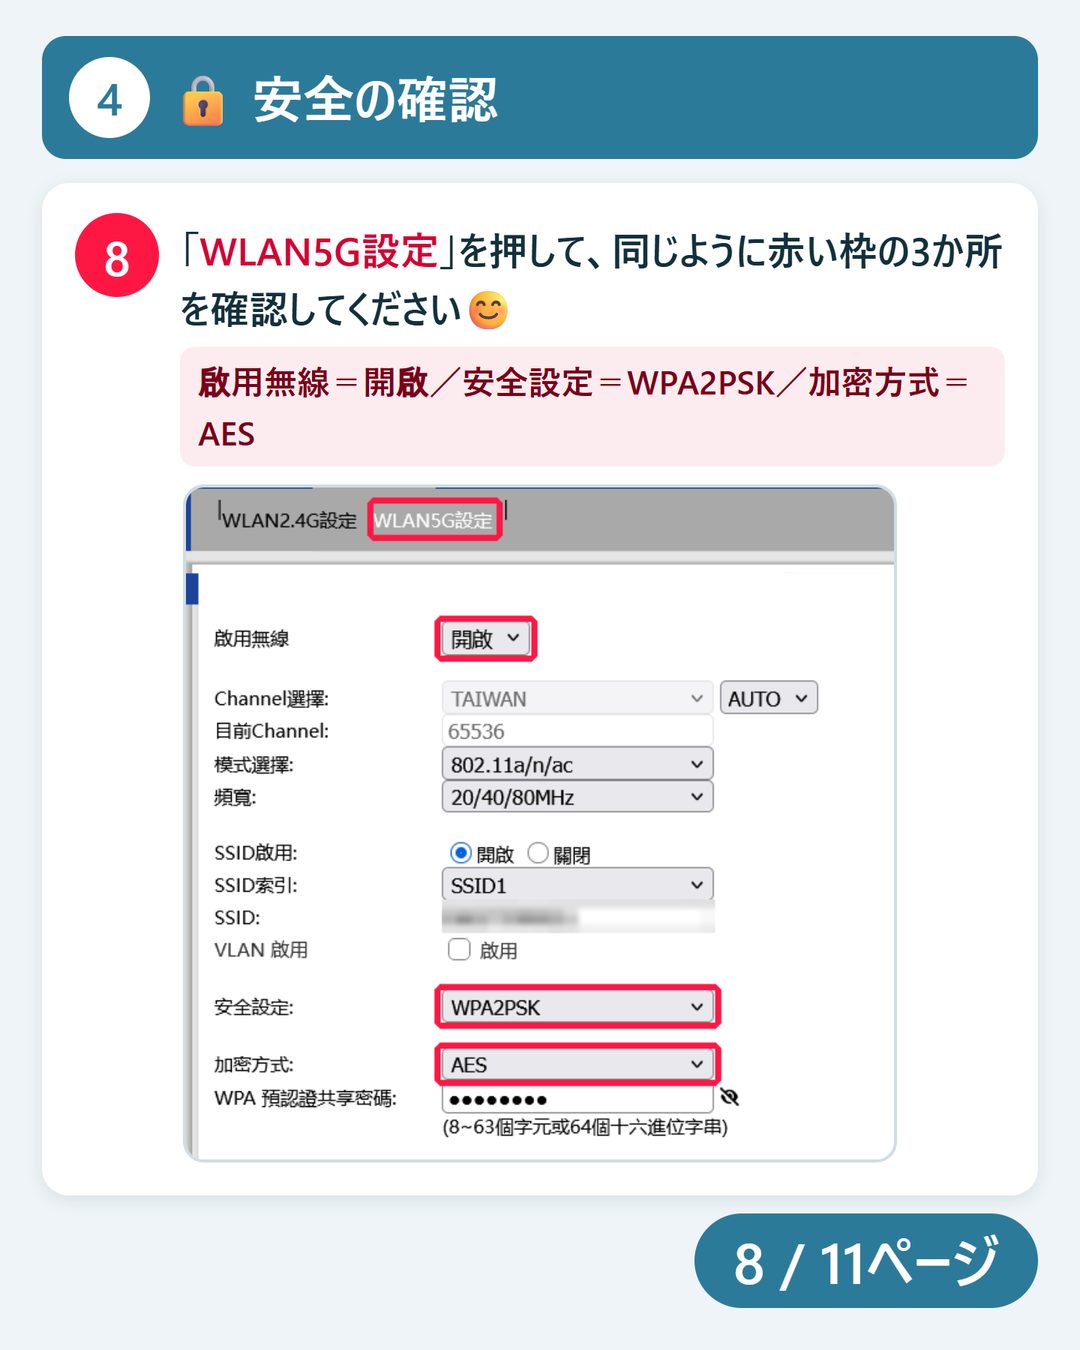 4 安全の確認
8 「WLAN5G設定」を押して、同じように赤い枠の3か所
を確認してください
啟用無線＝開啟／安全設定＝WPA2PSK／加密方式＝
AES
WLAN2.4G設定 WLAN5G設定
啟用無線 開啟
Channel選擇: TAIWAN AUTO
目前Channel: 65536
模式選擇: 802.11a/n/ac
頻寬: 20/40/80MHz
SSID啟用: 開啟 關閉
SSID索引: SSID1
SSID:
VLAN 啟用 啟用
安全設定: WPA2PSK
加密方式: AES
WPA 預認證共享密碼: ●●●●●●●●
(8~63個字元或64個十六進位字串)
8 / 11ページ